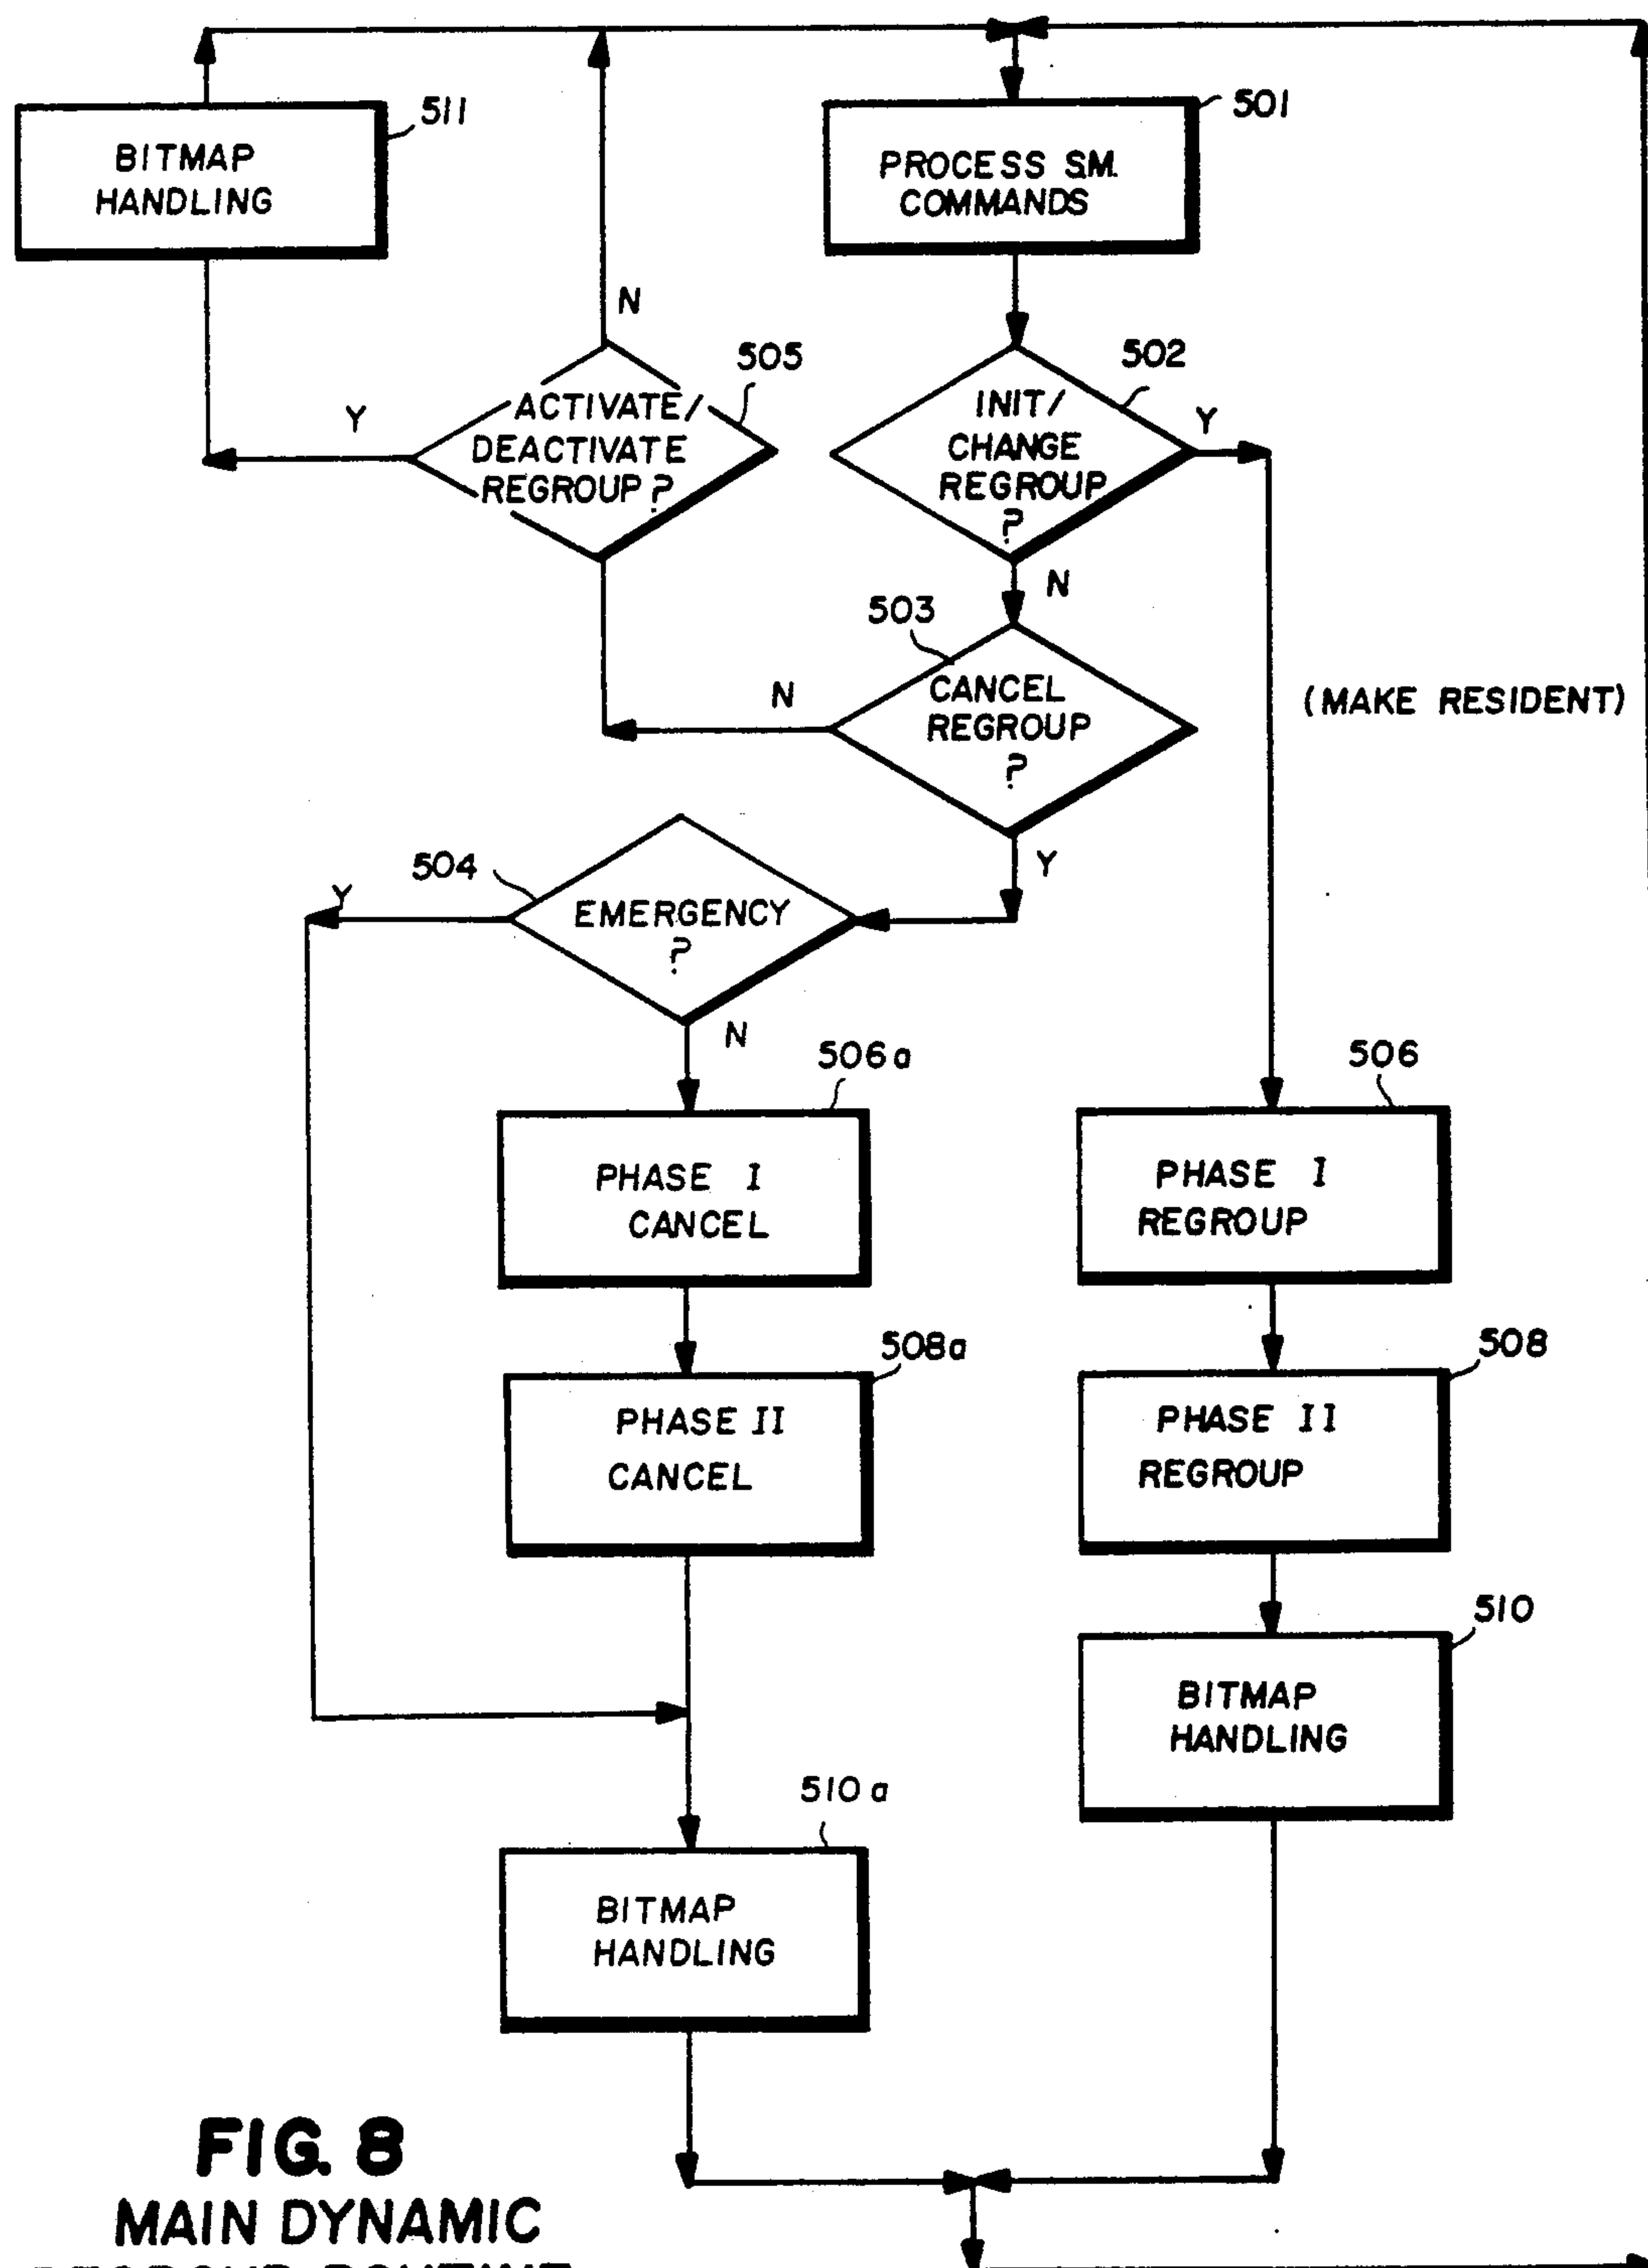 511
BITMAP
HANDLING
501
PROCESS S.M.
COMMANDS
N
505
ACTIVATE/
DEACTIVATE
REGROUP?
Y
502
INIT/
CHANGE
REGROUP
?
Y
N
503
CANCEL
REGROUP
?
N
(MAKE RESIDENT)
Y
504
EMERGENCY
?
Y
N
506a
PHASE I
CANCEL
506
PHASE I
REGROUP
508a
PHASE II
CANCEL
508
PHASE II
REGROUP
510
BITMAP
HANDLING
510a
BITMAP
HANDLING
FIG. 8
MAIN DYNAMIC